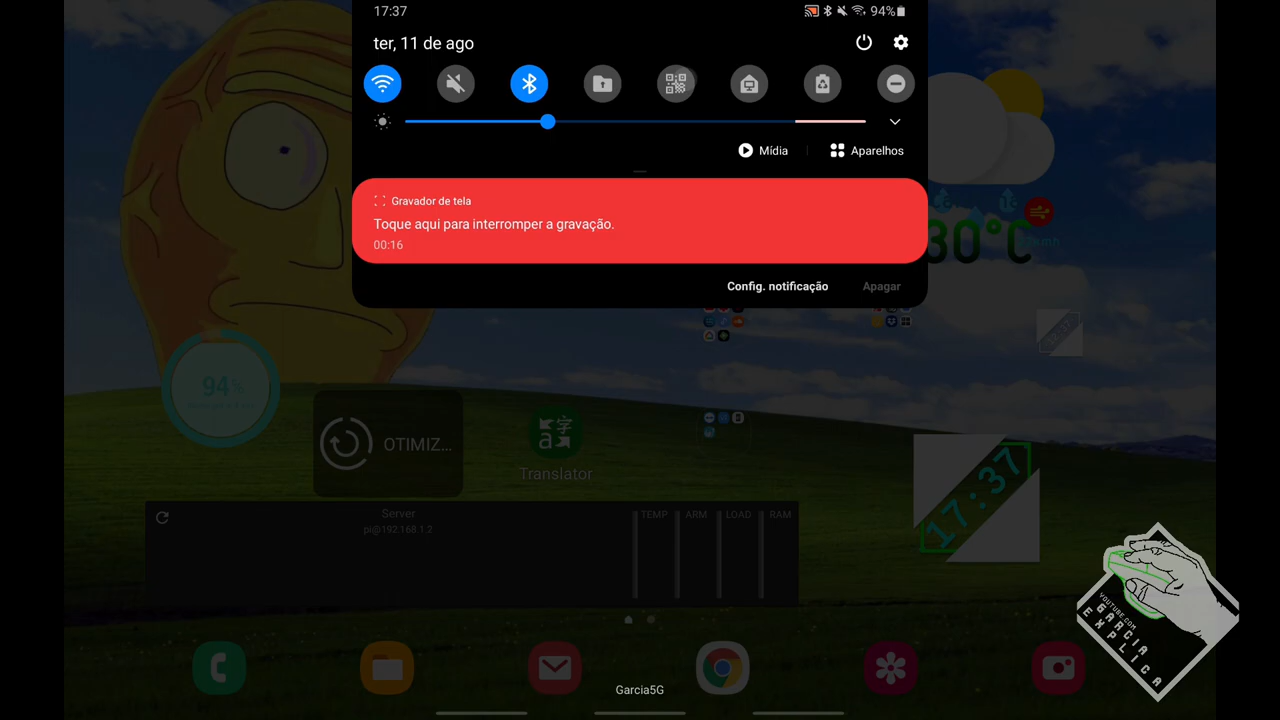 17:37
94%
ter, 11 de ago
Mídia
Aparelhos
Gravador de tela
Toque aqui para interromper a gravação.
00:16
Config. notificação
Apagar
30°C
94%
OTIMIZ...
Translator
17:37
Server
pi@192.168.1.2
TEMP
ARM
LOAD
RAM
YOUTUBE.COM
GARCIA
EXPLICA
Garcia5G